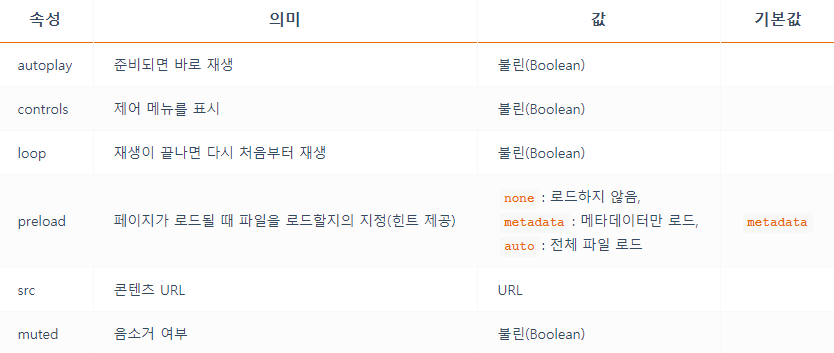 속성 의미 값 기본값
autoplay 준비되면 바로 재생 불린(Boolean)
controls 제어 메뉴를 표시 불린(Boolean)
loop 재생이 끝나면 다시 처음부터 재생 불린(Boolean)
preload 페이지가 로드될 때 파일을 로드할지의 지정(힌트 제공) none : 로드하지 않음,
metadata : 메타데이터만 로드, metadata
auto : 전체 파일 로드
src 콘텐츠 URL URL
muted 음소거 여부 불린(Boolean)